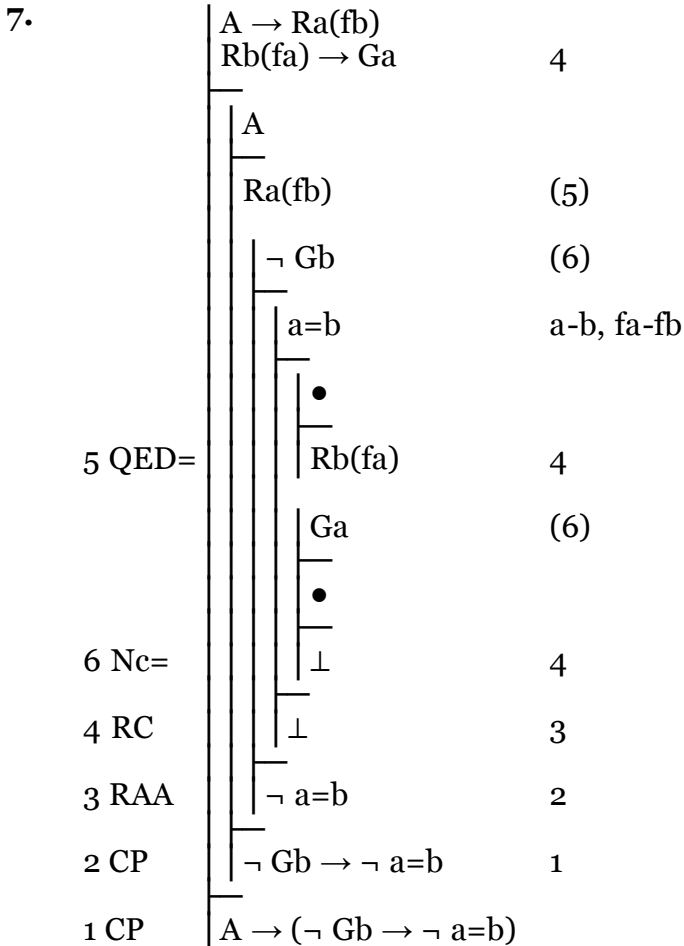 7.
A → Ra(fb)
Rb(fa) → Ga 4
A
Ra(fb) (5)
¬ Gb (6)
a=b a-b, fa-fb
●
5 QED= Rb(fa) 4
Ga (6)
●
6 Nc= ⊥ 4
4 RC ⊥ 3
3 RAA ¬ a=b 2
2 CP ¬ Gb → ¬ a=b 1
1 CP A → (¬ Gb → ¬ a=b)